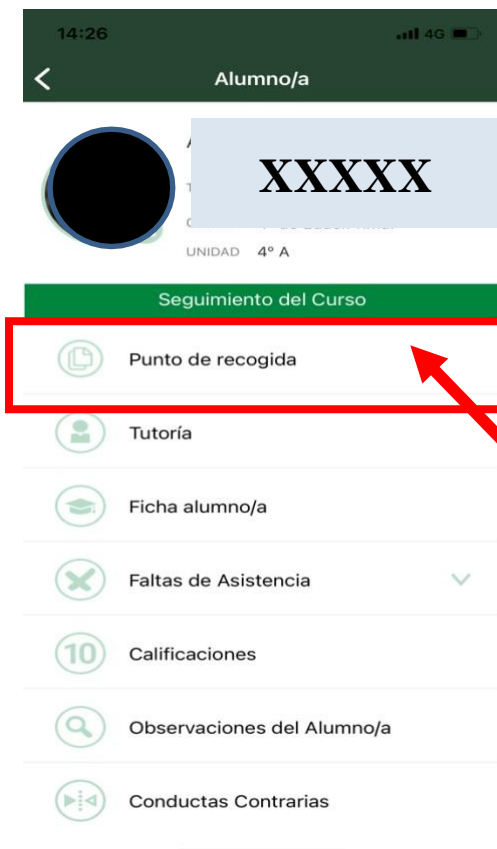 14:26
4G
Alumno/a
XXXXX
UNIDAD 4º A
Seguimiento del Curso
Punto de recogida
Tutoría
Ficha alumno/a
Faltas de Asistencia
10
Calificaciones
Observaciones del Alumno/a
Conductas Contrarias